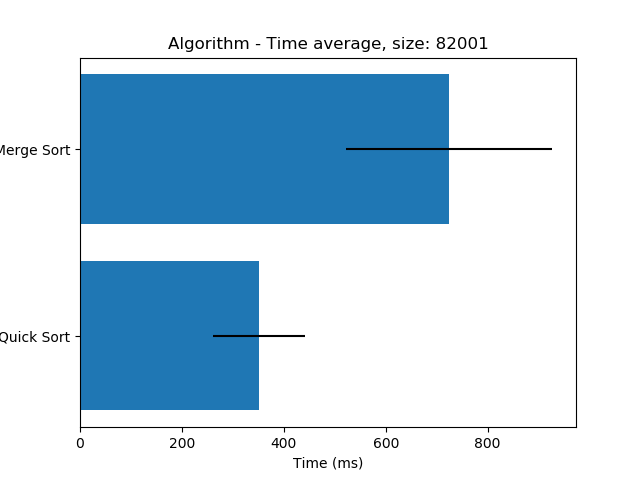 Algorithm - Time average, size: 82001
Merge Sort
Quick Sort
0 200 400 600 800
Time (ms)